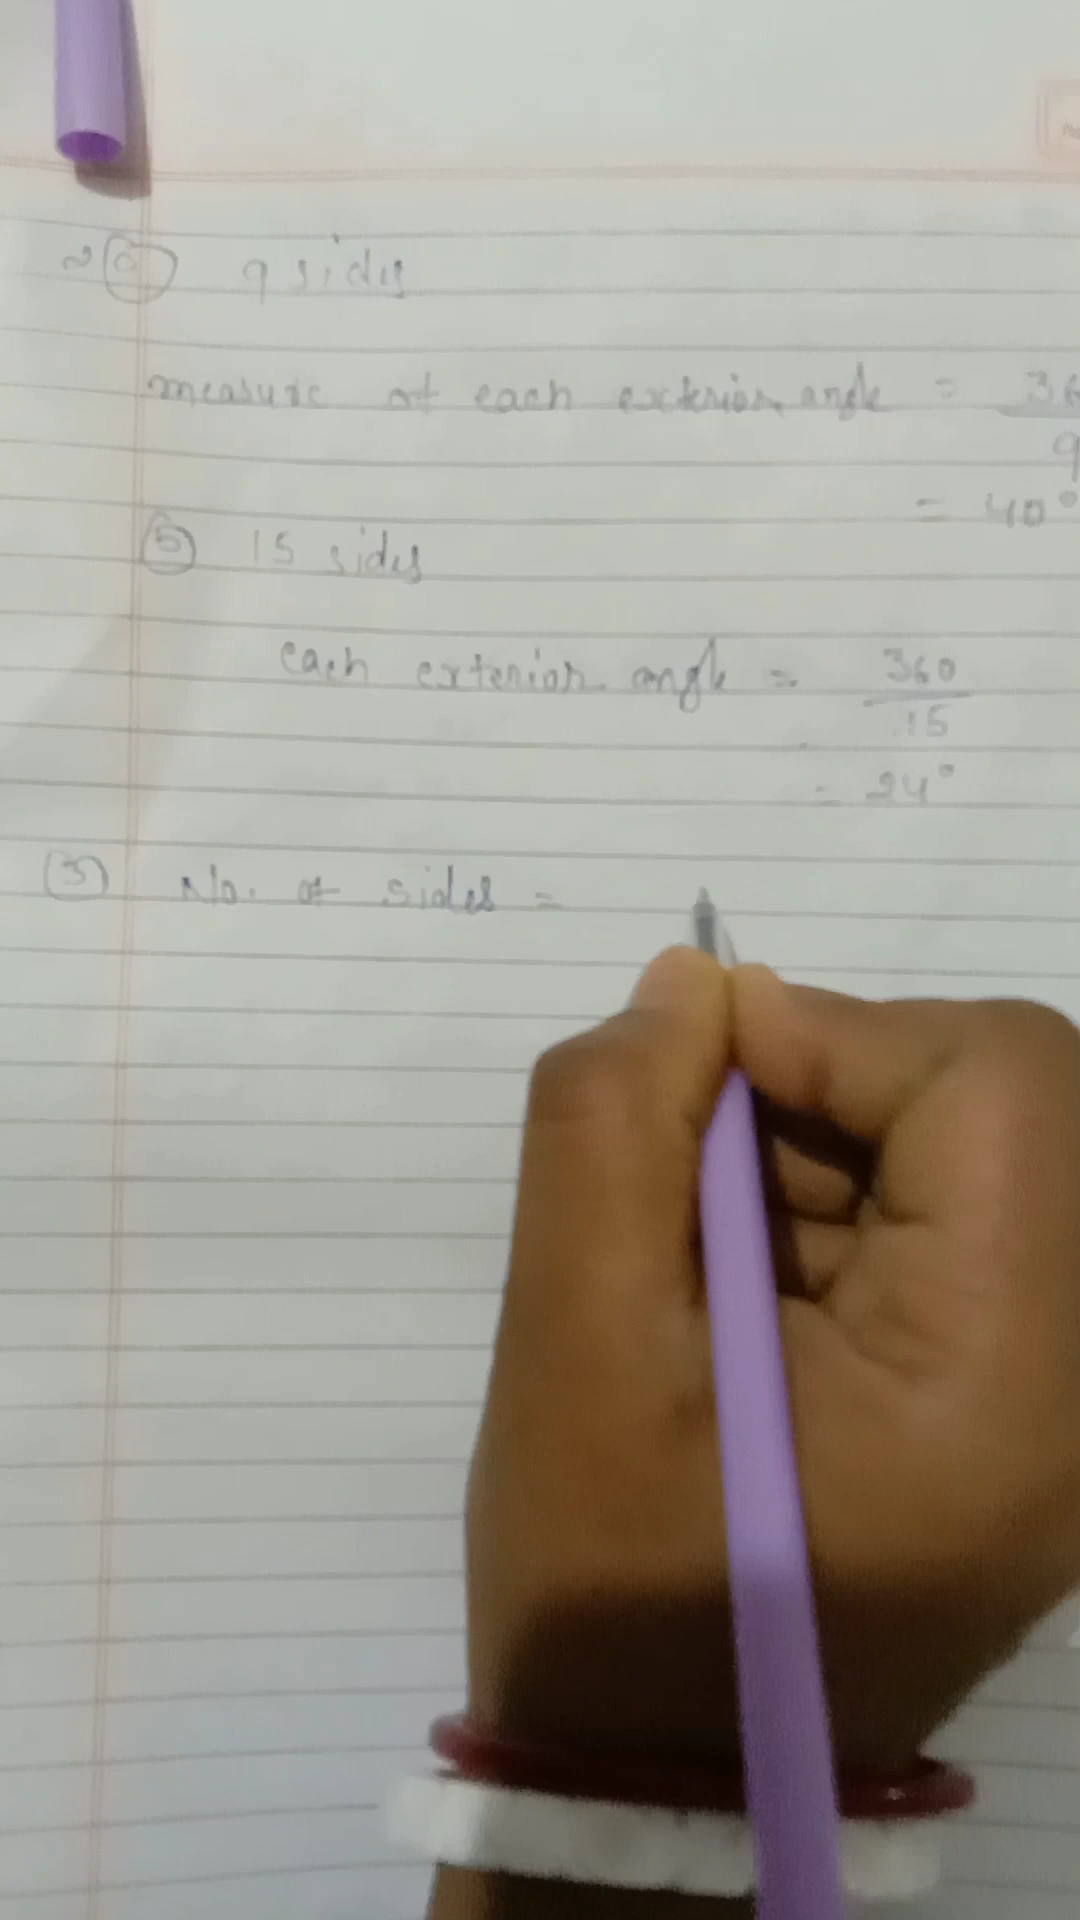 2 (a) 9 sides
measure of each exterior angle = 36
9
= 40°
(b) 15 sides
each exterior angle = 360
15
= 24°
(3) No. of sides =